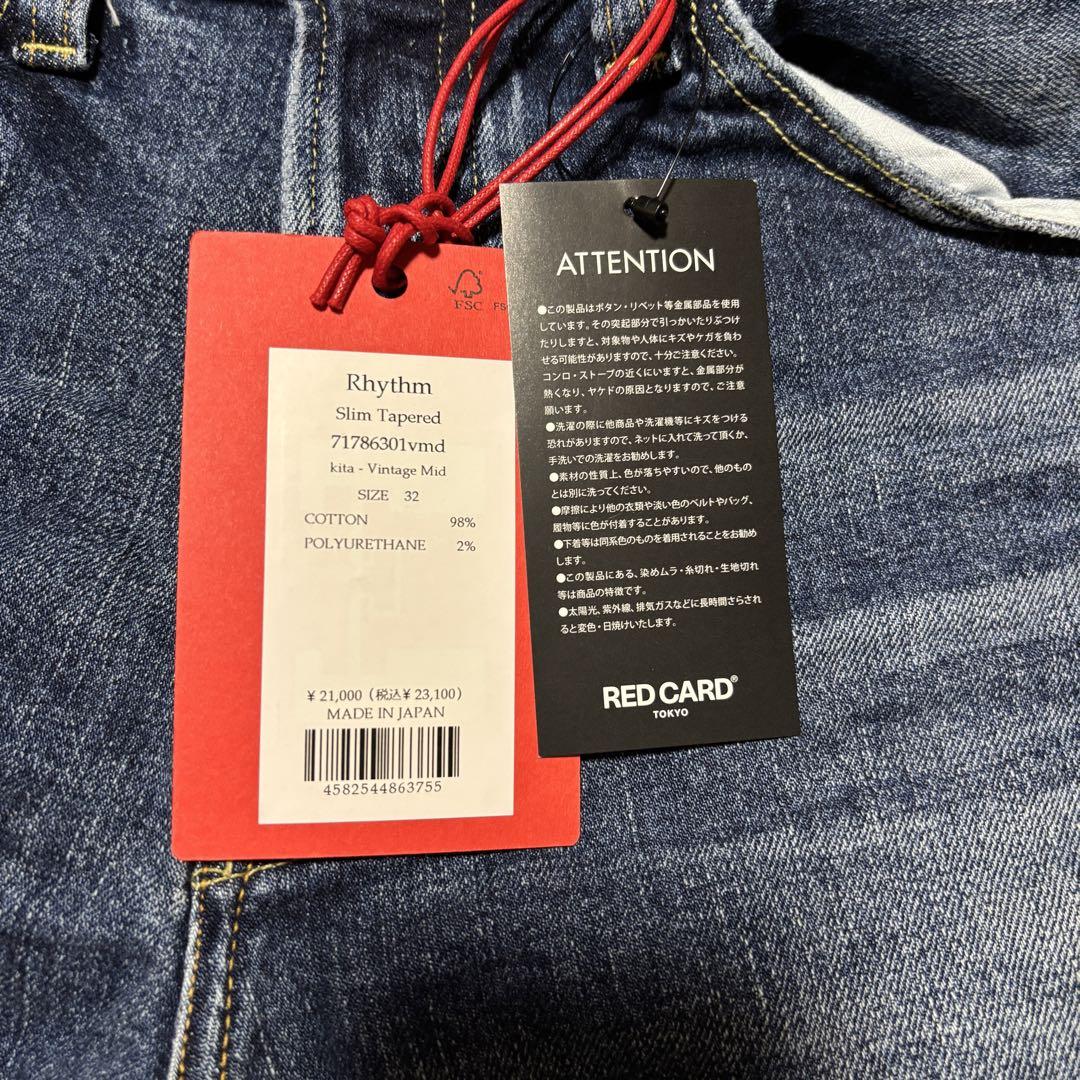 FSC
FS
Rhythm
Slim Tapered
71786301vmd
kita - Vintage Mid
SIZE 32
COTTON 98%
POLYURETHANE 2%
¥21,000(税込¥23,100)
MADE IN JAPAN
4582544863755
ATTENTION
●この製品はボタン・リベット等金属部品を使用
しています。その突起部分で引っかいたりぶつけ
たりしますと、対象物や人体にキズやケガを負わ
せる可能性がありますので、十分ご注意ください。
コンロ・ストーブの近くにいますと、金属部分が
熱くなり、ヤケドの原因となりますので、ご注意
願います。
●洗濯の際に他商品や洗濯機等にキズをつける
恐れがありますので、ネットに入れて洗って頂くか、
手洗いでの洗濯をお勧めします。
●素材の性質上、色が落ちやすいので、他のもの
とは別に洗ってください。
●摩擦により他の衣類や淡い色のベルトやバッグ、
履物等に色が付着することがあります。
●下着等は同系色のものを着用されることをお勧め
します。
●この製品にある、染めムラ・糸切れ・生地切れ
等は商品の特徴です。
●太陽光、紫外線、排気ガスなどに長時間さらされ
ると変色・日焼けいたします。
RED CARD®
TOKYO